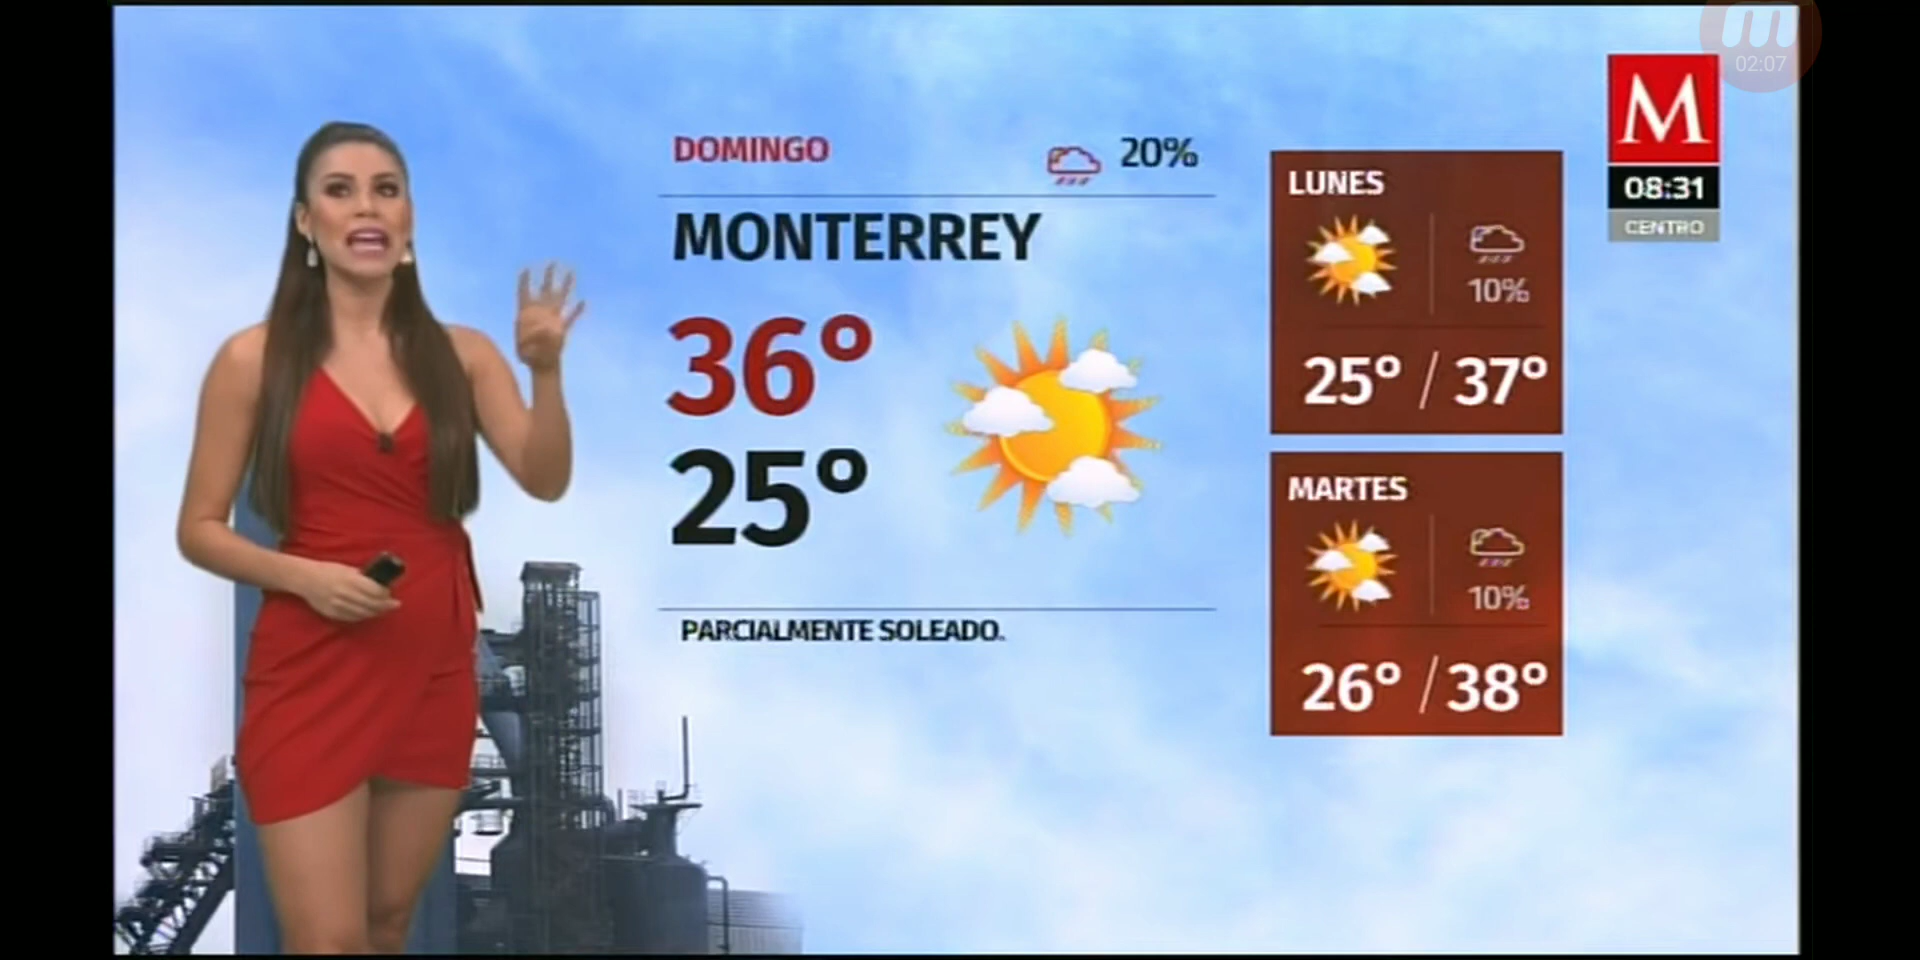 02:07
M
08:31
CENTRO
DOMINGO
20%
MONTERREY
36°
25°
PARCIALMENTE SOLEADO.
LUNES
10%
25° / 37°
MARTES
10%
26° / 38°